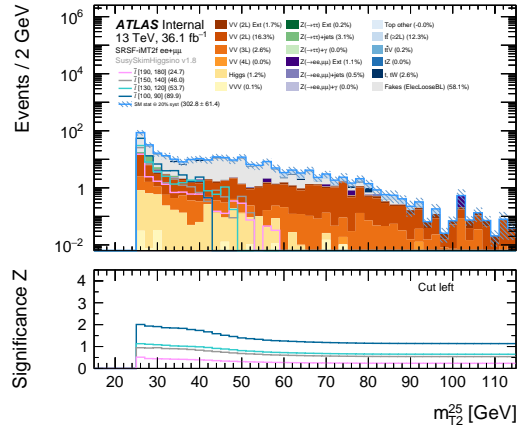 ATLAS Internal
13 TeV, 36.1 fb⁻¹
SRSF-iMT2f ee+μμ
SusySkimHiggsino v1.8
l̃ [190, 180] (24.7)
l̃ [150, 140] (46.0)
l̃ [130, 120] (53.7)
l̃ [100, 90] (89.9)
SM stat ⊕ 20% syst (302.8 ± 61.4)
VV (2L) Ext (1.7%)
VV (2L) (16.3%)
VV (3L) (2.6%)
VV (4L) (0.0%)
Higgs (1.2%)
VVV (0.1%)
Z(→ττ) Ext (0.2%)
Z(→ττ)+jets (3.1%)
Z(→ττ)+γ (0.0%)
Z(→ee,μμ) Ext (1.1%)
Z(→ee,μμ)+jets (0.5%)
Z(→ee,μμ)+γ (0.0%)
Top other (-0.0%)
tt̄ (≥2L) (12.3%)
tt̄V (0.2%)
tZ (0.0%)
t, tW (2.6%)
Fakes (ElecLooseBL) (58.1%)
Events / 2 GeV
10⁶
10⁴
10²
1
10⁻²
Significance Z
Cut left
4
3
2
1
0
20 30 40 50 60 70 80 90 100 110
m_T2^25 [GeV]